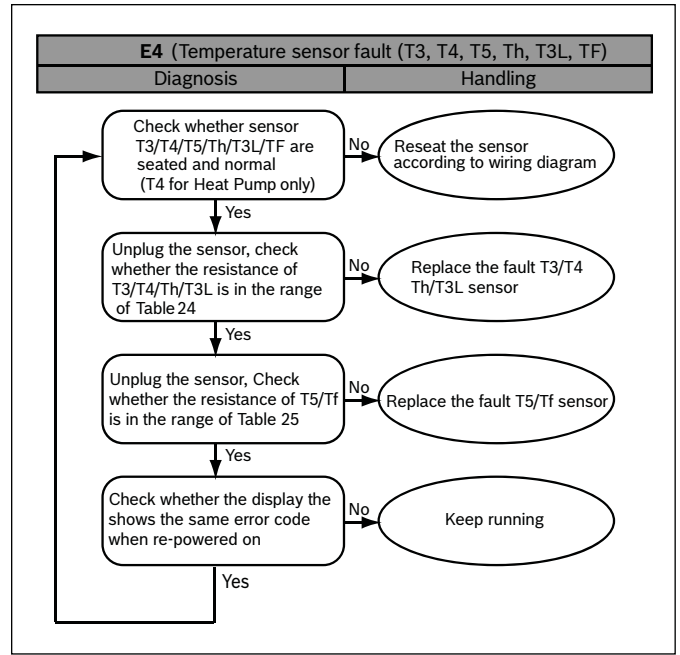 E4 (Temperature sensor fault (T3, T4, T5, Th, T3L, TF)
Diagnosis
Handling
Check whether sensor
T3/T4/T5/Th/T3L/TF are
seated and normal
(T4 for Heat Pump only)
No
Reseat the sensor
according to wiring diagram
Yes
Unplug the sensor, check
whether the resistance of
T3/T4/Th/T3L is in the range
of Table 24
No
Replace the fault T3/T4
Th/T3L sensor
Yes
Unplug the sensor, Check
whether the resistance of T5/Tf
is in the range of Table 25
No
Replace the fault T5/Tf sensor
Yes
Check whether the display the
shows the same error code
when re-powered on
No
Keep running
Yes